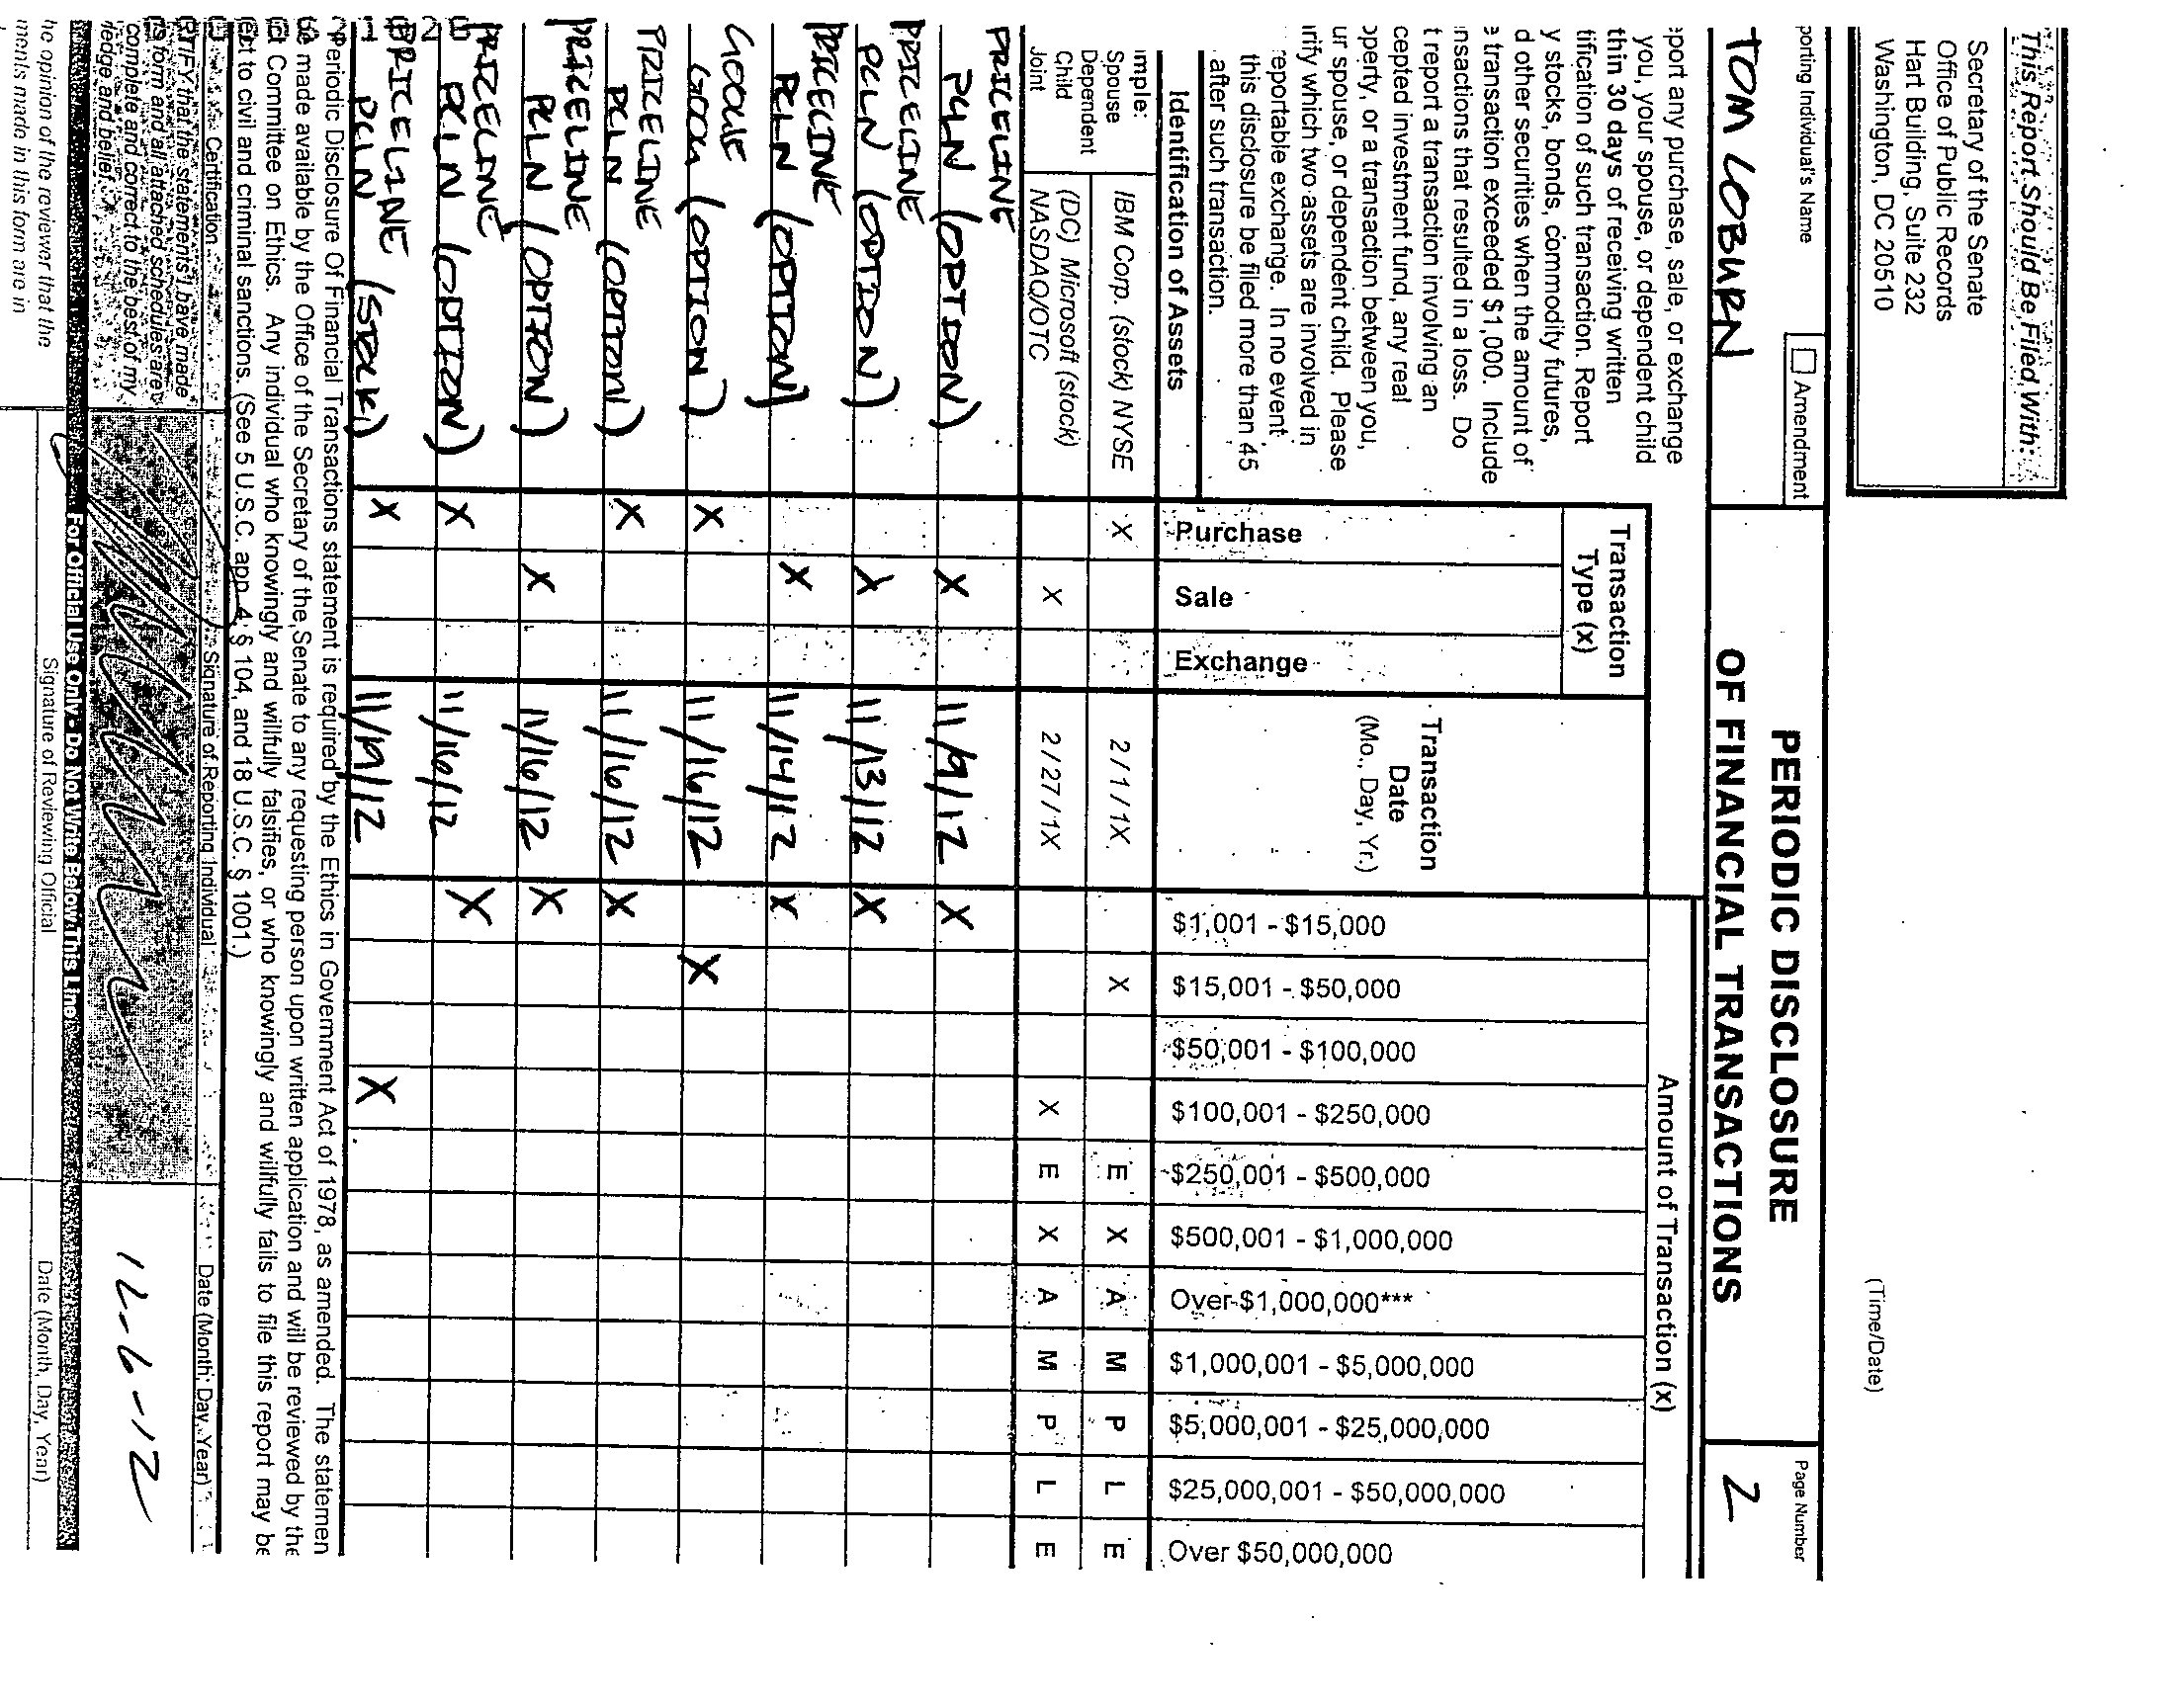 (Time/Date)
This Report Should Be Filed With:
Secretary of the Senate
Office of Public Records
Hart Building, Suite 232
Washington, DC 20510
porting Individual's Name
Amendment
TOM COBURN
PERIODIC DISCLOSURE
OF FINANCIAL TRANSACTIONS
Page Number
2
port any purchase, sale, or exchange
you, your spouse, or dependent child
thin 30 days of receiving written
tification of such transaction. Report
y stocks, bonds, commodity futures,
d other securities when the amount of
e transaction exceeded $1,000. Include
nsactions that resulted in a loss. Do
t report a transaction involving an
cepted investment fund, any real
operty, or a transaction between you,
ur spouse, or dependent child. Please
rify which two assets are involved in
reportable exchange. In no event
this disclosure be filed more than 45
after such transaction.
Identification of Assets
Transaction
Type (x)
Purchase
Sale
Exchange
Transaction
Date
(Mo., Day, Yr.)
Amount of Transaction (x)
$1,001 - $15,000
$15,001 - $50,000
$50,001 - $100,000
$100,001 - $250,000
$250,001 - $500,000
$500,001 - $1,000,000
Over $1,000,000***
$1,000,001 - $5,000,000
$5,000,001 - $25,000,000
$25,000,001 - $50,000,000
Over $50,000,000
mple:
Spouse IBM Corp. (stock) NYSE X 2/1/1X X E X A M P L E
Dependent
Child (DC) Microsoft (stock)
Joint NASDAQ/OTC X 2/27/1X X E X A M P L E
PRICELINE
PCLN (OPTION) X 11/9/12 X
PRICELINE
PCLN (OPTION) X 11/13/12 X
PRICELINE
PCLN (OPTION) X 11/14/12 X
GOOGLE
GOOG (OPTION) X 11/16/12 X
PRICELINE
PCLN (OPTION) X 11/16/12 X
PRICELINE
PCLN (OPTION) X 11/16/12 X
PRICELINE
PCLN (OPTION) X 11/16/12 X
PRICELINE
PCLN (STOCK) X 11/19/12 X
Periodic Disclosure Of Financial Transactions statement is required by the Ethics in Government Act of 1978, as amended. The statemen
made available by the Office of the Secretary of the Senate to any requesting person upon written application and will be reviewed by the
ct Committee on Ethics. Any individual who knowingly and willfully falsifies, or who knowingly and willfully fails to file this report may be
ect to civil and criminal sanctions. (See 5 U.S.C. app. 4, § 104, and 18 U.S.C. § 1001.)
Certification
Signature of Reporting Individual
Date (Month, Day, Year)
TIFY that the statements I have made
s form and all attached schedules are
complete and correct to the best of my
ledge and belief.
12-6-12
For Official Use Only - Do Not Write Below This Line
he opinion of the reviewer that the
ments made in this form are in
Signature of Reviewing Official
Date (Month, Day, Year)